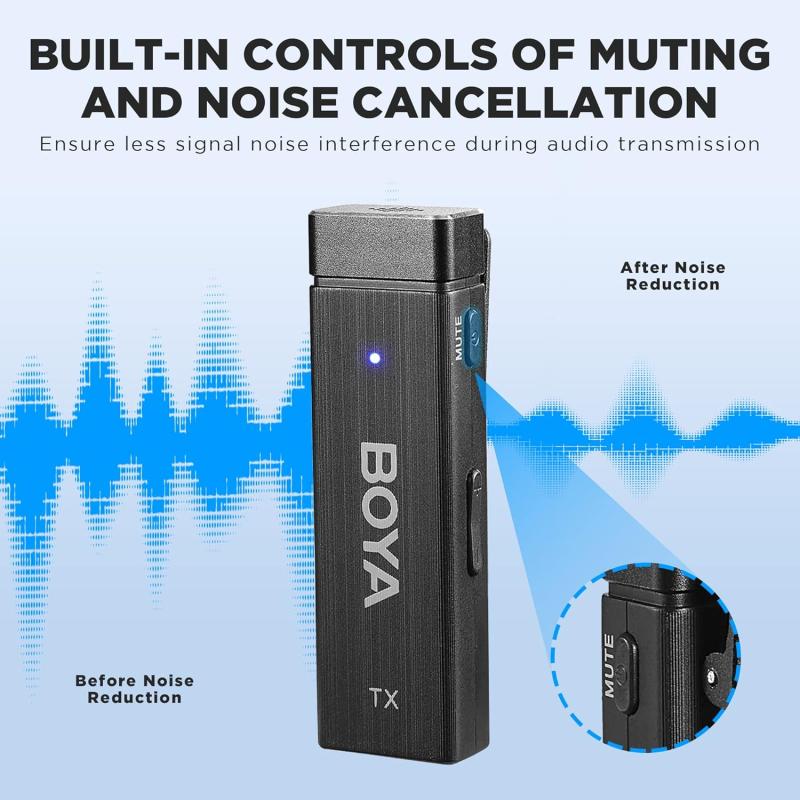 BUILT-IN CONTROLS OF MUTING
AND NOISE CANCELLATION
Ensure less signal noise interference during audio transmission
After Noise
Reduction
MUTE
BOYA
TX
Before Noise
Reduction
MUTE